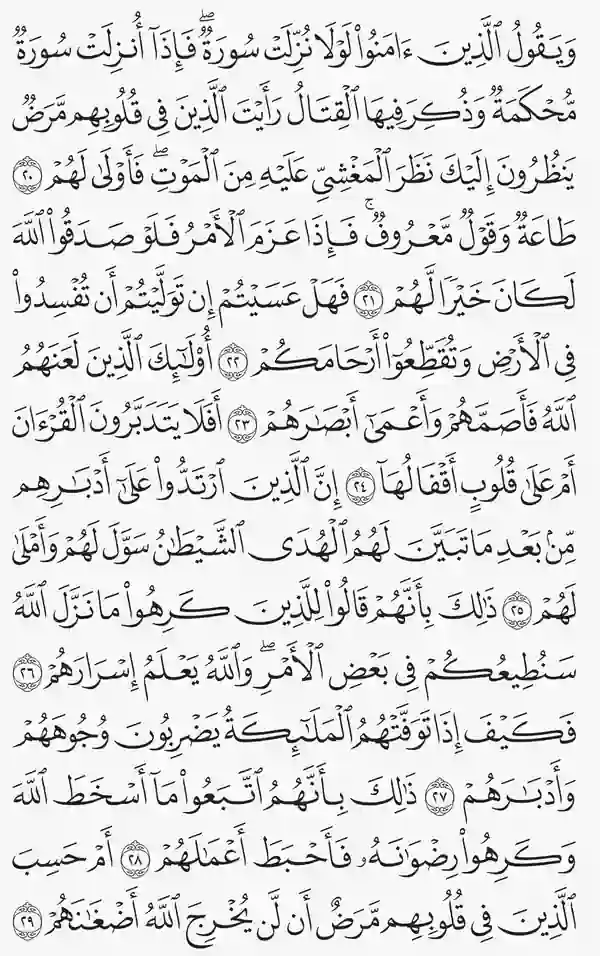 وَيَقُولُ ٱلَّذِينَ ءَامَنُواْ لَوۡلَا نُزِّلَتۡ سُورَةٞۖ فَإِذَآ أُنزِلَتۡ سُورَةٞ
مُّحۡكَمَةٞ وَذُكِرَ فِيهَا ٱلۡقِتَالُ رَأَيۡتَ ٱلَّذِينَ فِي قُلُوبِهِم مَّرَضٞ
يَنظُرُونَ إِلَيۡكَ نَظَرَ ٱلۡمَغۡشِيِّ عَلَيۡهِ مِنَ ٱلۡمَوۡتِۖ فَأَوۡلَىٰ لَهُمۡ ٢٠
طَاعَةٞ وَقَوۡلٞ مَّعۡرُوفٞۚ فَإِذَا عَزَمَ ٱلۡأَمۡرُ فَلَوۡ صَدَقُواْ ٱللَّهَ
لَكَانَ خَيۡرٗا لَّهُمۡ ٢١ فَهَلۡ عَسَيۡتُمۡ إِن تَوَلَّيۡتُمۡ أَن تُفۡسِدُواْ
فِي ٱلۡأَرۡضِ وَتُقَطِّعُوٓاْ أَرۡحَامَكُمۡ ٢٢ أُوْلَٰٓئِكَ ٱلَّذِينَ لَعَنَهُمُ
ٱللَّهُ فَأَصَمَّهُمۡ وَأَعۡمَىٰٓ أَبۡصَٰرَهُمۡ ٢٣ أَفَلَا يَتَدَبَّرُونَ ٱلۡقُرۡءَانَ
أَمۡ عَلَىٰ قُلُوبٍ أَقۡفَالُهَآ ٢٤ إِنَّ ٱلَّذِينَ ٱرۡتَدُّواْ عَلَىٰٓ أَدۡبَٰرِهِم
مِّنۢ بَعۡدِ مَا تَبَيَّنَ لَهُمُ ٱلۡهُدَى ٱلشَّيۡطَٰنُ سَوَّلَ لَهُمۡ وَأَمۡلَىٰ
لَهُمۡ ٢٥ ذَٰلِكَ بِأَنَّهُمۡ قَالُواْ لِلَّذِينَ كَرِهُواْ مَا نَزَّلَ ٱللَّهُ
سَنُطِيعُكُمۡ فِي بَعۡضِ ٱلۡأَمۡرِۖ وَٱللَّهُ يَعۡلَمُ إِسۡرَارَهُمۡ ٢٦
فَكَيۡفَ إِذَا تَوَفَّتۡهُمُ ٱلۡمَلَٰٓئِكَةُ يَضۡرِبُونَ وُجُوهَهُمۡ
وَأَدۡبَٰرَهُمۡ ٢٧ ذَٰلِكَ بِأَنَّهُمُ ٱتَّبَعُواْ مَآ أَسۡخَطَ ٱللَّهَ
وَكَرِهُواْ رِضۡوَٰنَهُۥ فَأَحۡبَطَ أَعۡمَٰلَهُمۡ ٢٨ أَمۡ حَسِبَ
ٱلَّذِينَ فِي قُلُوبِهِم مَّرَضٌ أَن لَّن يُخۡرِجَ ٱللَّهُ أَضۡغَٰنَهُمۡ ٢٩